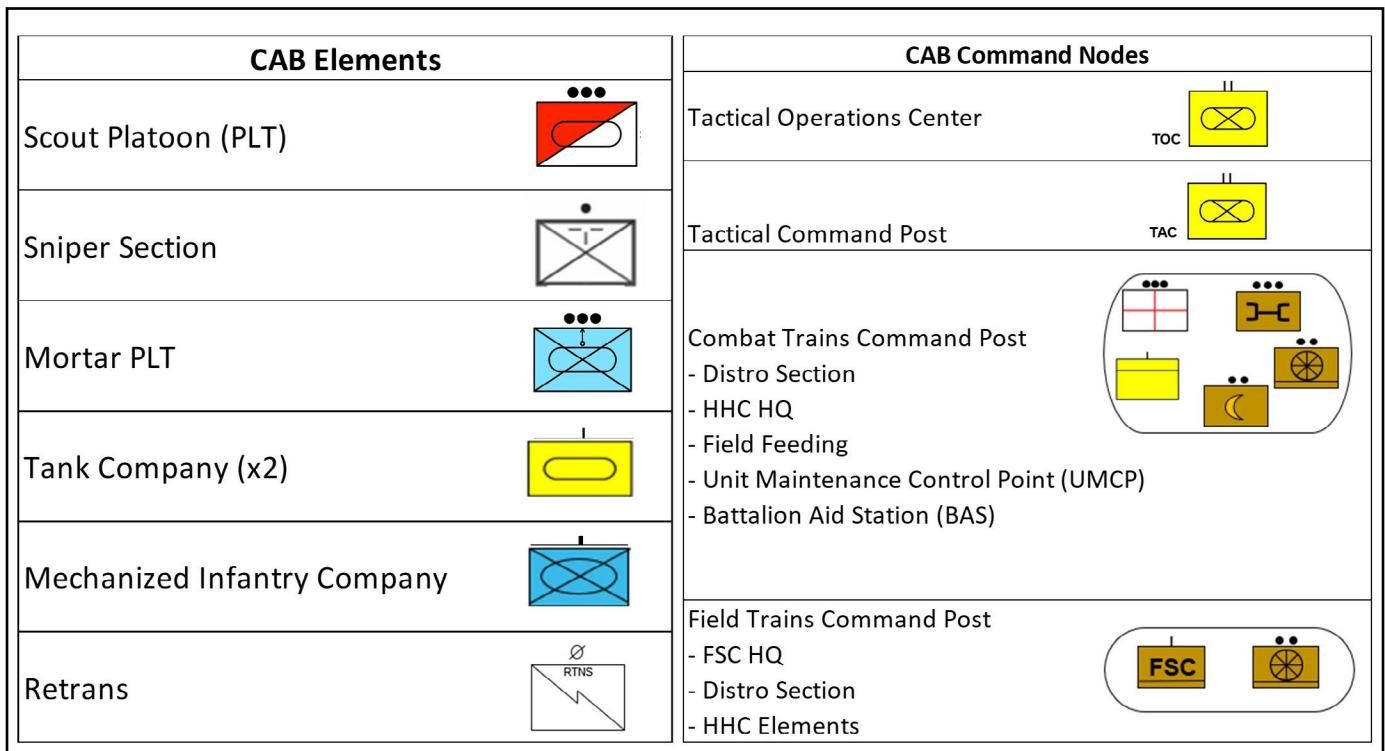 CAB Elements
Scout Platoon (PLT)
Sniper Section
Mortar PLT
Tank Company (x2)
Mechanized Infantry Company
Retrans
RTNS
CAB Command Nodes
Tactical Operations Center
TOC
Tactical Command Post
TAC
Combat Trains Command Post
- Distro Section
- HHC HQ
- Field Feeding
- Unit Maintenance Control Point (UMCP)
- Battalion Aid Station (BAS)
Field Trains Command Post
- FSC HQ
- Distro Section
- HHC Elements
FSC